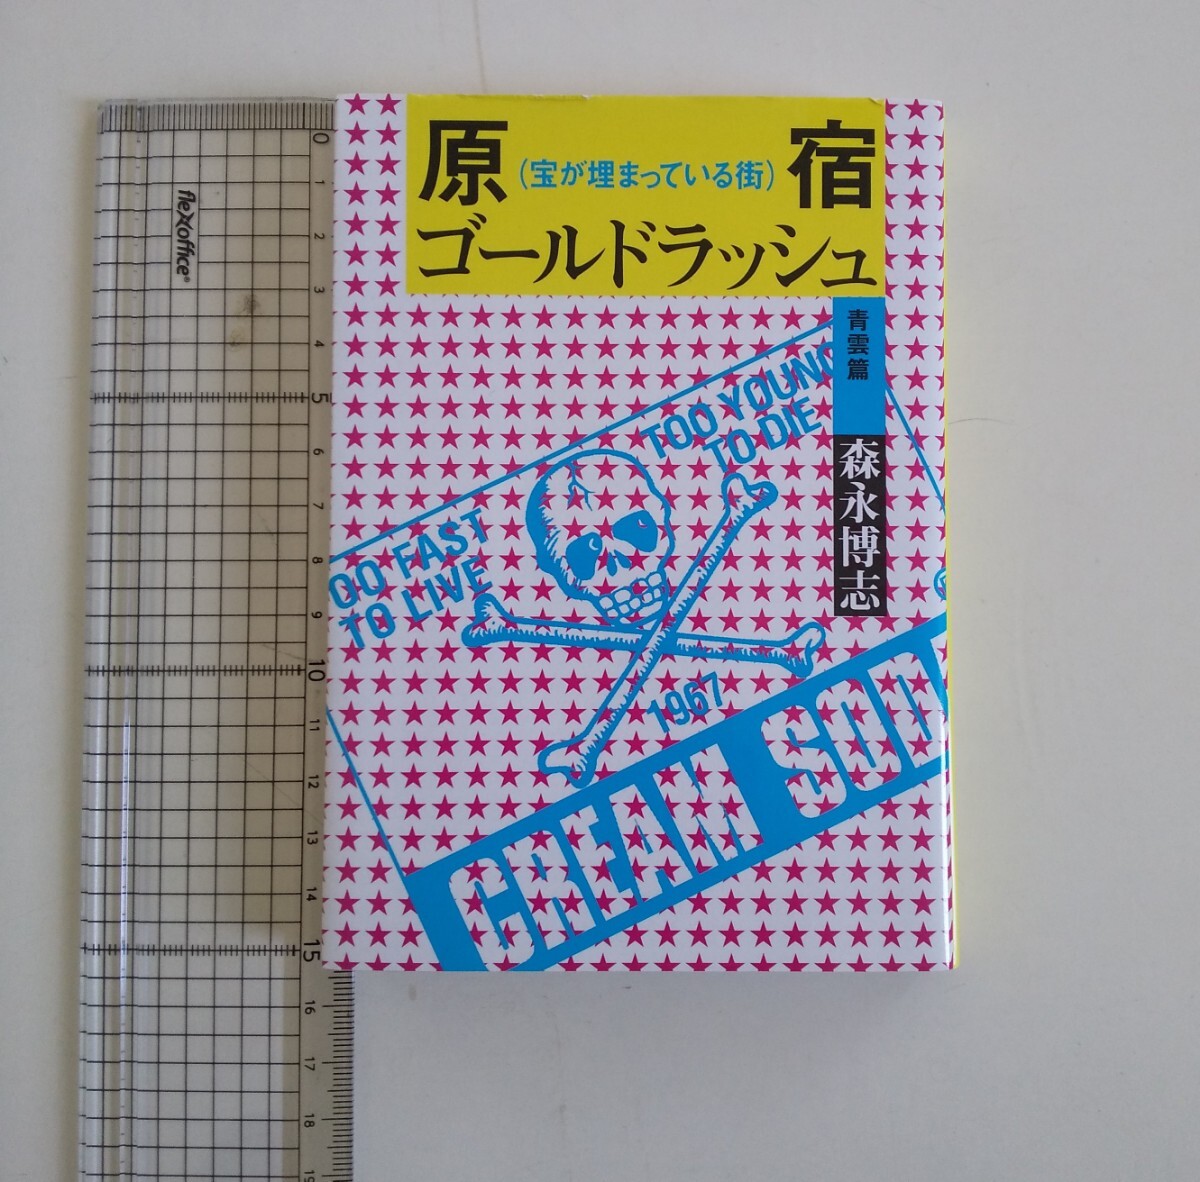 原宿
(宝が埋まっている街)
ゴールドラッシュ
青雲篇
森永博志
TOO YOUNG
TO DIE
OO FAST
TO LIVE
1967
CREAM SOD
flexoffice®
0
1
2
3
4
5
6
7
8
9
10
11
12
13
14
15
16
17
18
19